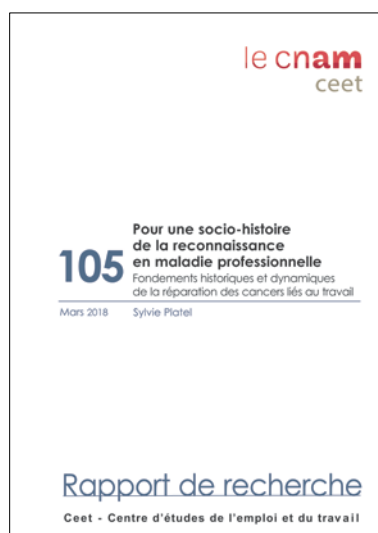 le cnam
ceet
105
Pour une socio-histoire
de la reconnaissance
en maladie professionnelle
Fondements historiques et dynamiques
de la réparation des cancers liés au travail
Mars 2018 Sylvie Platel
Rapport de recherche
Ceet - Centre d'études de l'emploi et du travail